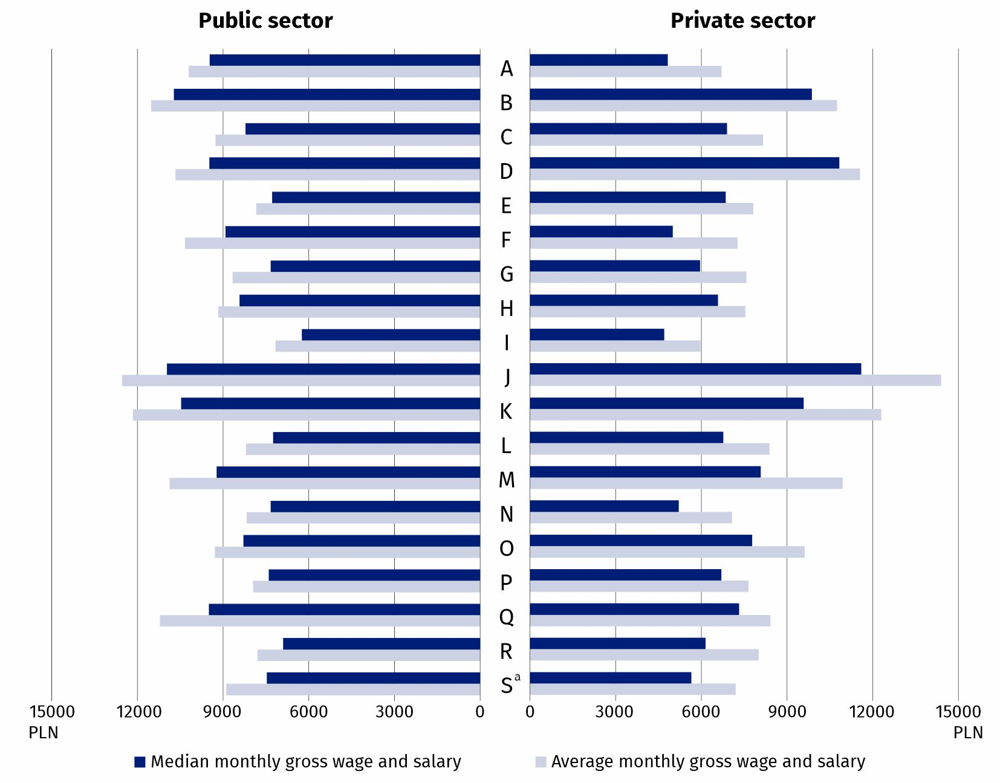 Public sector
Private sector
A
B
C
D
E
F
G
H
I
J
K
L
M
N
O
P
Q
R
Sᵃ
15000 12000 9000 6000 3000 0 0 3000 6000 9000 12000 15000
PLN PLN
Median monthly gross wage and salary Average monthly gross wage and salary